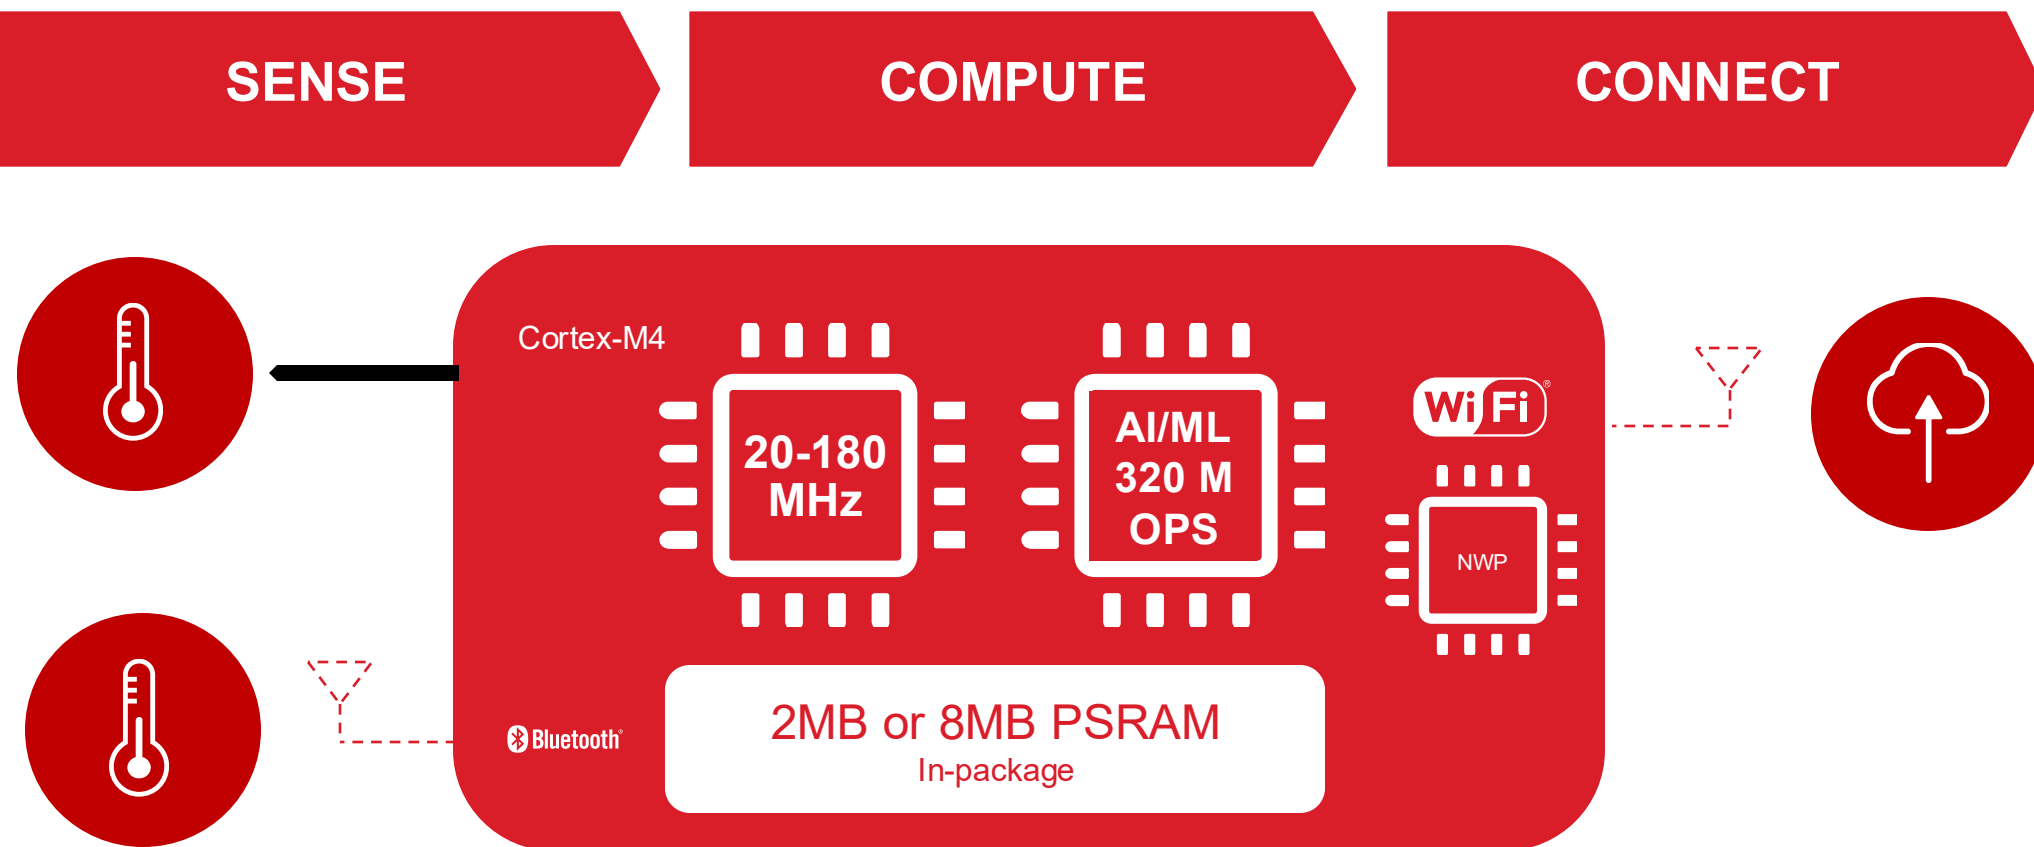 SENSE
COMPUTE
CONNECT
Cortex-M4
20-180
MHz
AI/ML
320 M
OPS
WiFi®
NWP
Bluetooth®
2MB or 8MB PSRAM
In-package